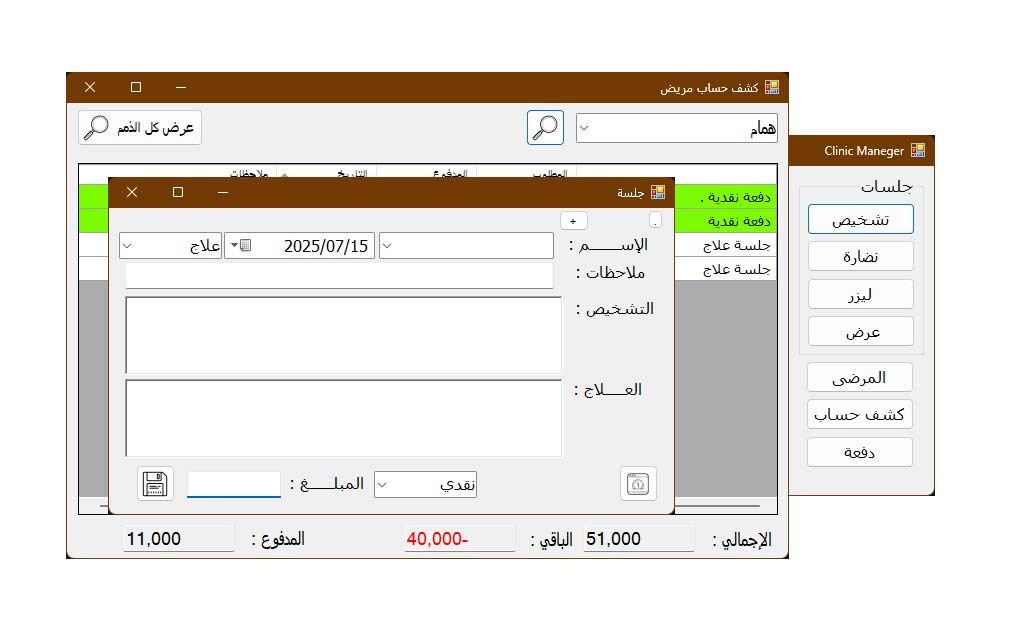 كشف حساب مريض
همام
عرض كل الذمم
المطلوب المدفوع التاريخ ملاحظات
دفعة نقدية .
دفعة نقدية
جلسة علاج
جلسة علاج
جلسة
. +
الإســـــم : 2025/07/15 علاج
ملاحظات :
التشخيص :
العــــلاج :
نقدي المبلـــــغ :
الإجمالي : 51,000 الباقي : 40,000- المدفوع : 11,000
Clinic Maneger
جلسات
تشخيص
نضارة
ليزر
عرض
المرضى
كشف حساب
دفعة